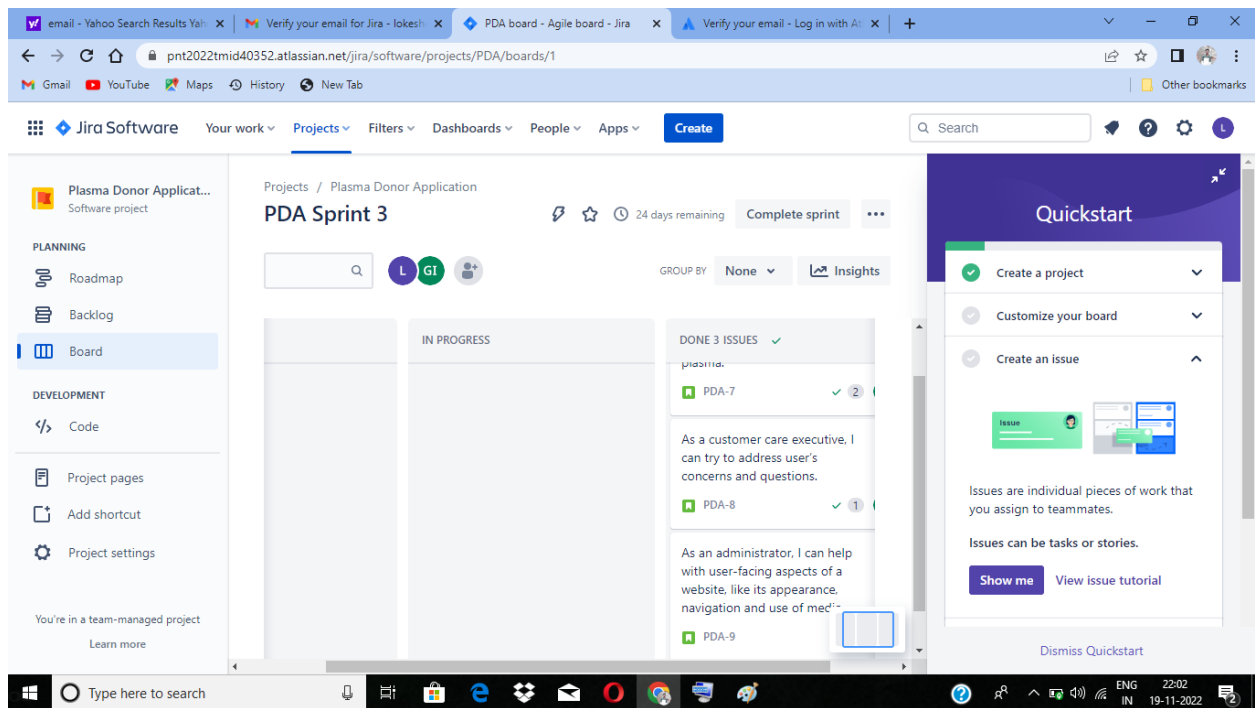 email - Yahoo Search Results Yah
Verify your email for Jira - lokesh
PDA board - Agile board - Jira
Verify your email - Log in with At
pnt2022tmid40352.atlassian.net/jira/software/projects/PDA/boards/1
Gmail YouTube Maps History New Tab Other bookmarks
Jira Software Your work Projects Filters Dashboards People Apps Create Search L
Plasma Donor Applicat...
Software project
PLANNING
Roadmap
Backlog
Board
DEVELOPMENT
Code
Project pages
Add shortcut
Project settings
You're in a team-managed project
Learn more
Projects / Plasma Donor Application
PDA Sprint 3
24 days remaining Complete sprint
L GI
GROUP BY None Insights
IN PROGRESS
DONE 3 ISSUES
plasma.
PDA-7 2
As a customer care executive, I
can try to address user's
concerns and questions.
PDA-8 1
As an administrator, I can help
with user-facing aspects of a
website, like its appearance,
navigation and use of
PDA-9
Quickstart
Create a project
Customize your board
Create an issue
Issue
Issues are individual pieces of work that
you assign to teammates.
Issues can be tasks or stories.
Show me View issue tutorial
Dismiss Quickstart
Type here to search
ENG
IN
22:02
19-11-2022
2